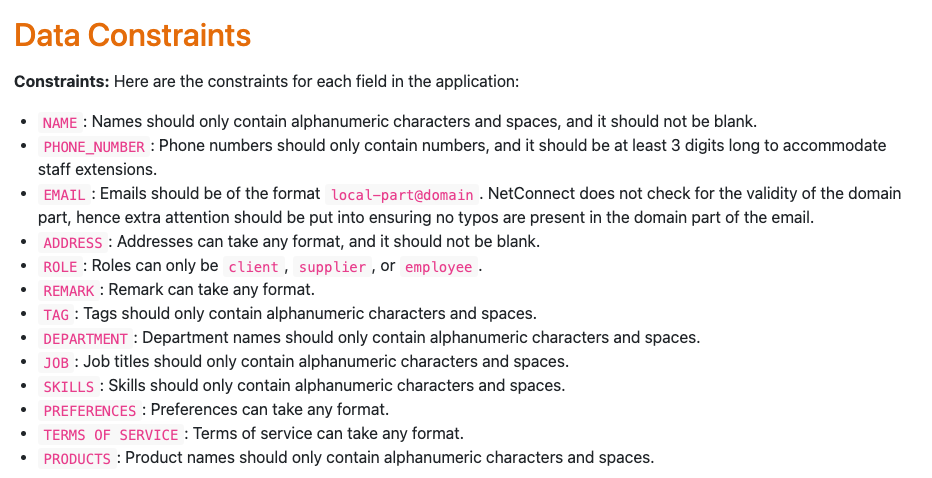 Data Constraints
Constraints: Here are the constraints for each field in the application:
• NAME : Names should only contain alphanumeric characters and spaces, and it should not be blank.
• PHONE_NUMBER : Phone numbers should only contain numbers, and it should be at least 3 digits long to accommodate
staff extensions.
• EMAIL : Emails should be of the format local-part@domain . NetConnect does not check for the validity of the domain
part, hence extra attention should be put into ensuring no typos are present in the domain part of the email.
• ADDRESS : Addresses can take any format, and it should not be blank.
• ROLE : Roles can only be client , supplier , or employee .
• REMARK : Remark can take any format.
• TAG : Tags should only contain alphanumeric characters and spaces.
• DEPARTMENT : Department names should only contain alphanumeric characters and spaces.
• JOB : Job titles should only contain alphanumeric characters and spaces.
• SKILLS : Skills should only contain alphanumeric characters and spaces.
• PREFERENCES : Preferences can take any format.
• TERMS OF SERVICE : Terms of service can take any format.
• PRODUCTS : Product names should only contain alphanumeric characters and spaces.